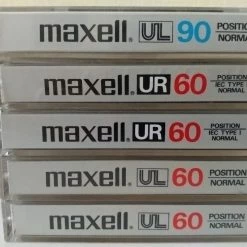 maxell. UL 90 POSITION NORMAL
maxell. UR 60 POSITION IEC TYPE I NORMAL
maxell. UR 60 POSITION IEC TYPE I NORMAL
maxell. UL 60 POSITION NORMAL
maxell. UL 60 POSITION NORMAL